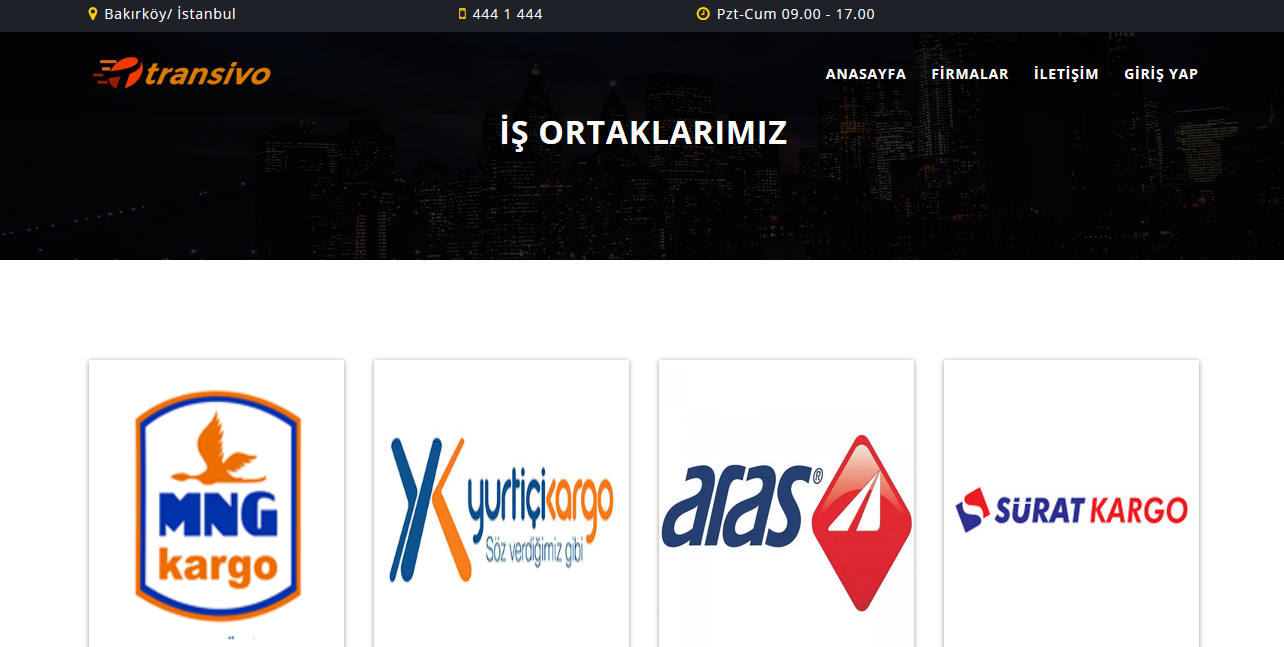 Bakırköy/ İstanbul
444 1 444
Pzt-Cum 09.00 - 17.00
transivo
ANASAYFA
FİRMALAR
İLETİŞİM
GİRİŞ YAP
İŞ ORTAKLARIMIZ
MNG
kargo
yurtiçikargo
Söz verdiğimiz gibi
aras®
SÜRAT KARGO